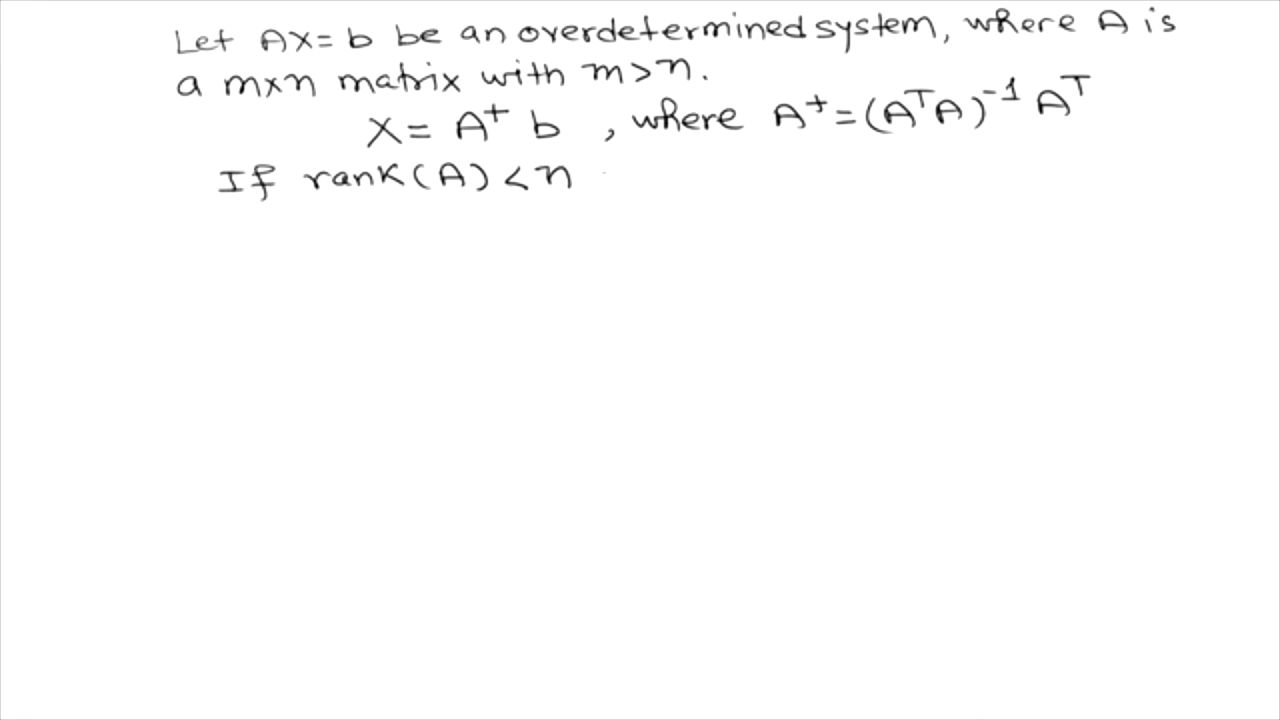 Let AX = b be an overdetermined system, where A is
a m×n matrix with m > n.
X = A⁺ b , where A⁺ = (AᵀA)⁻¹ Aᵀ
If rank(A) < n